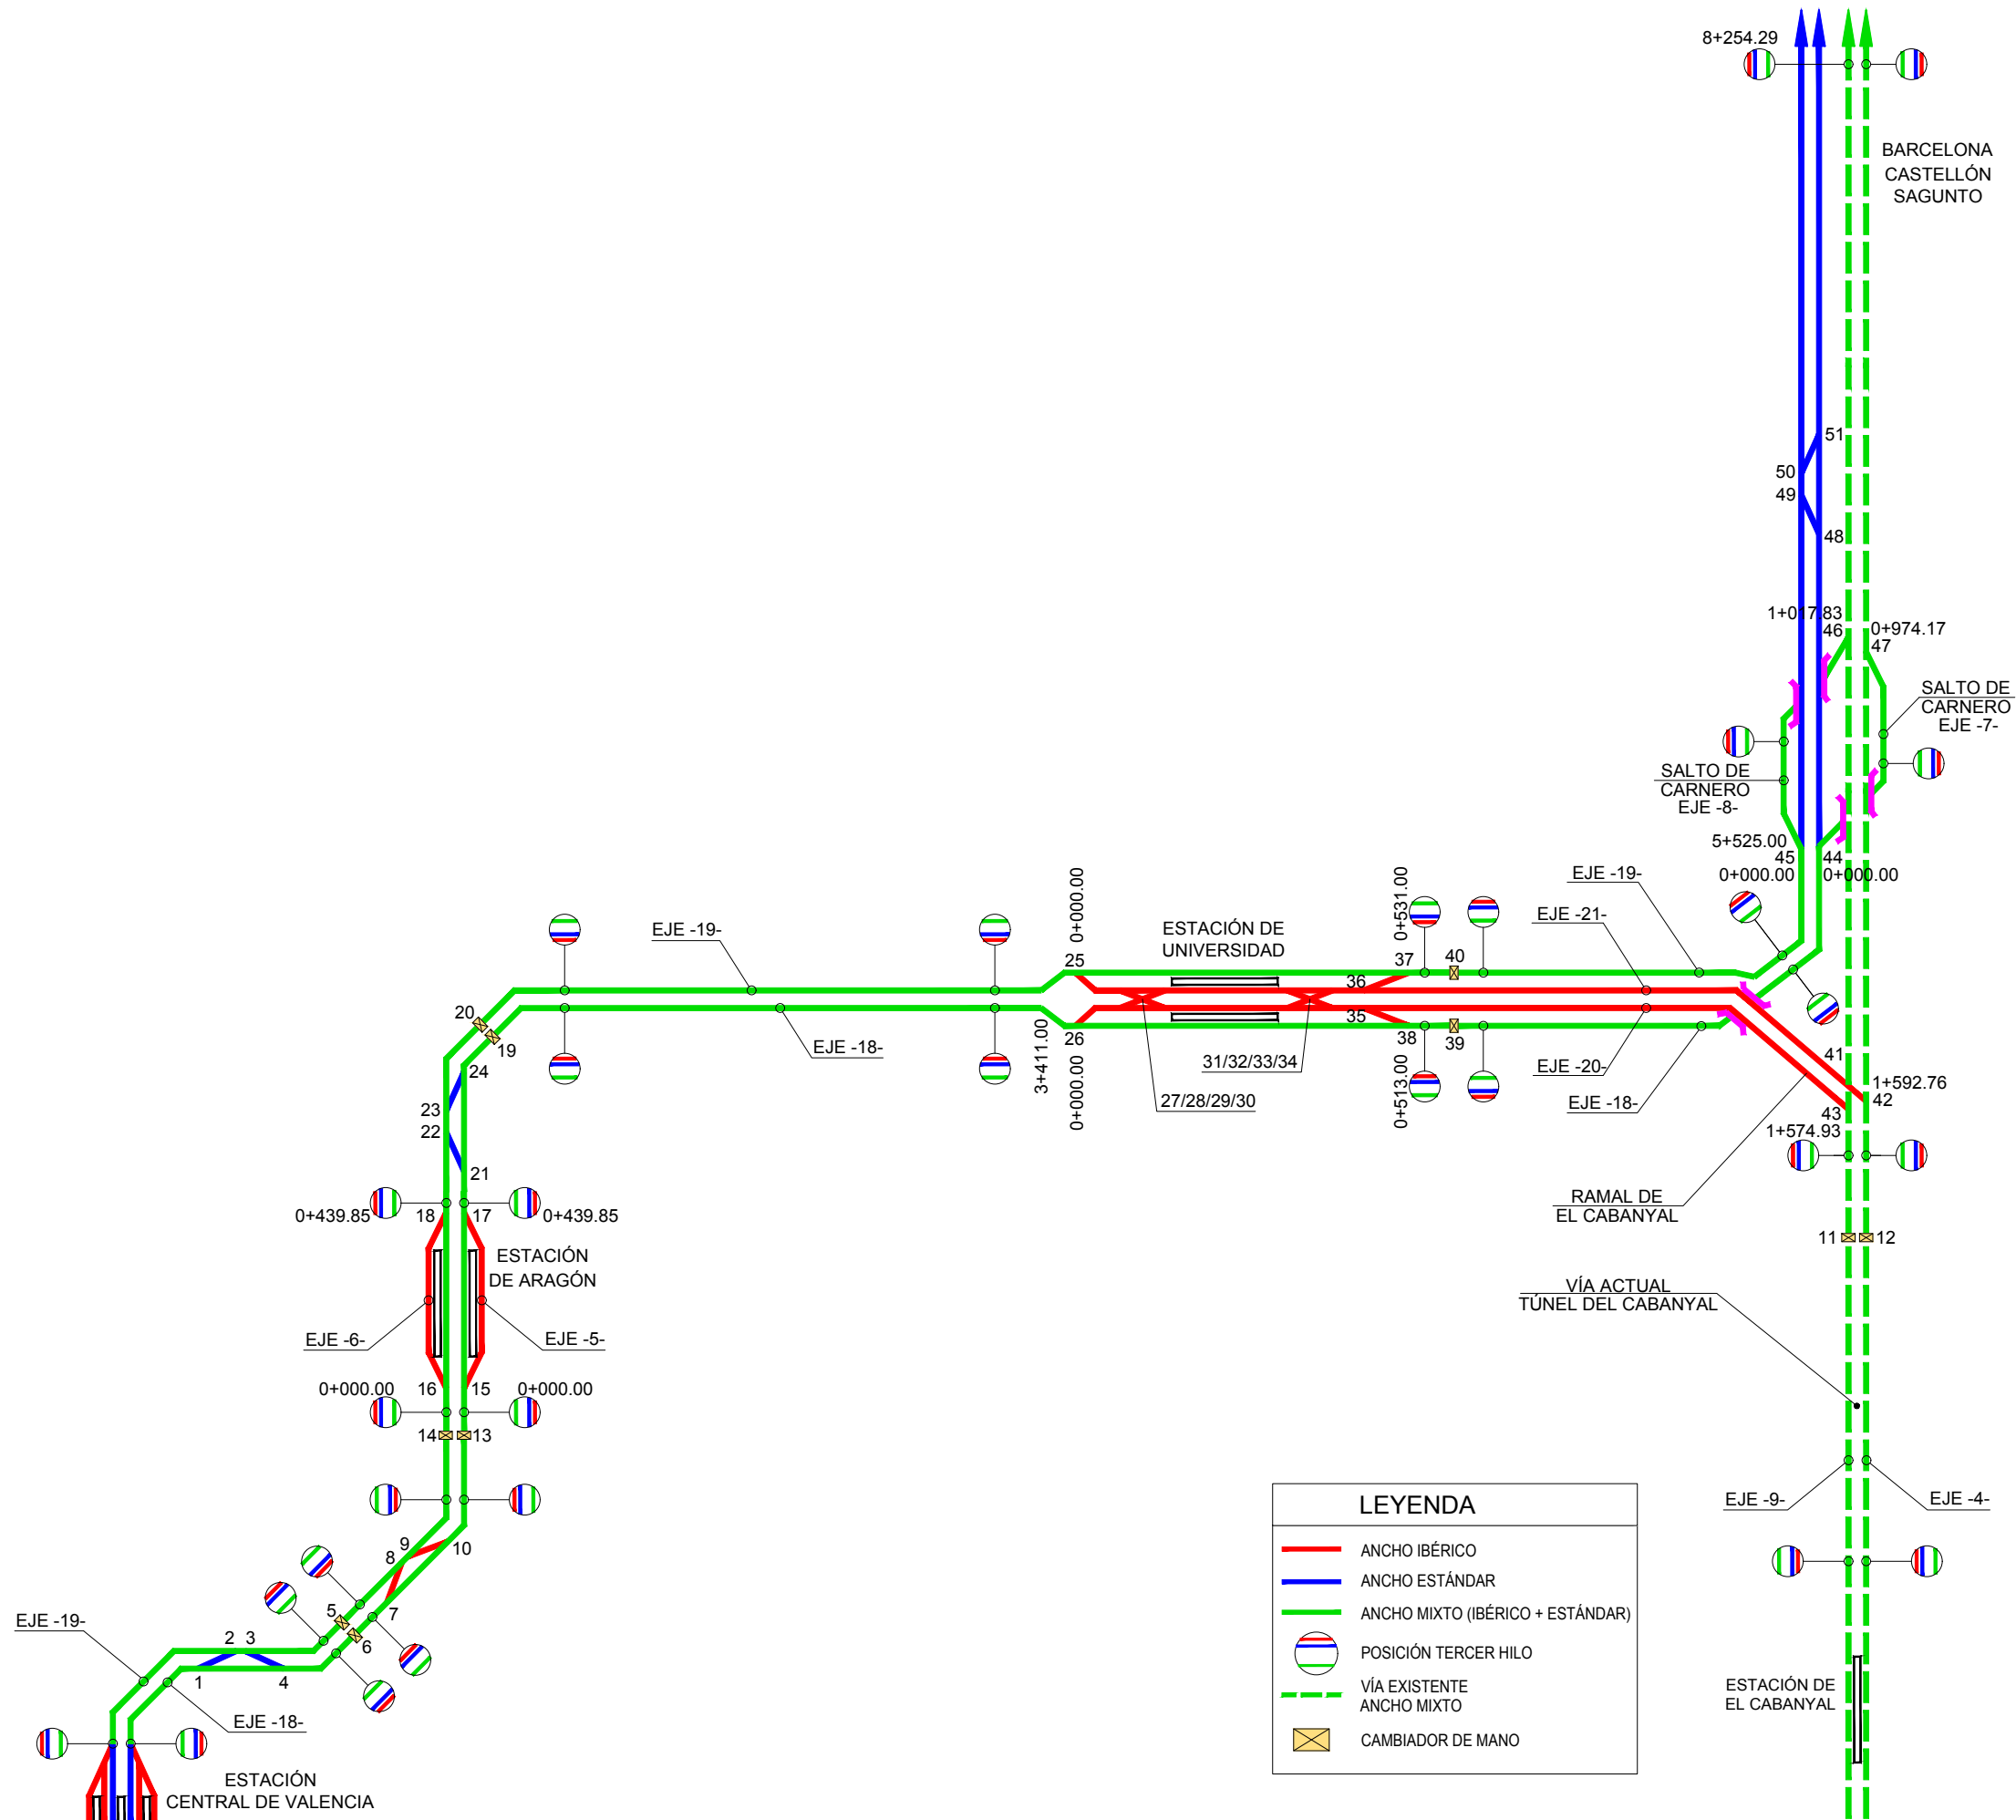 8+254.29
BARCELONA
CASTELLÓN
SAGUNTO
51
50
49
48
1+017.83
46
0+974.17
47
SALTO DE
CARNERO
EJE -7-
SALTO DE
CARNERO
EJE -8-
5+525.00
45
44
0+000.00
0+000.00
EJE -19-
EJE -21-
0+531.00
0+000.00
ESTACIÓN DE
UNIVERSIDAD
EJE -19-
25
37
40
36
20
19
EJE -18-
3+411.00
26
0+000.00
35
38
39
31/32/33/34
27/28/29/30
0+513.00
EJE -20-
EJE -18-
41
1+592.76
42
43
1+574.93
24
23
22
21
0+439.85
18
17
0+439.85
ESTACIÓN
DE ARAGÓN
EJE -6-
EJE -5-
0+000.00
16
15
0+000.00
14
13
RAMAL DE
EL CABANYAL
11
12
VÍA ACTUAL
TÚNEL DEL CABANYAL
EJE -9-
EJE -4-
9
8
10
5
7
6
EJE -19-
2
3
1
4
EJE -18-
ESTACIÓN
CENTRAL DE VALENCIA
LEYENDA
ANCHO IBÉRICO
ANCHO ESTÁNDAR
ANCHO MIXTO (IBÉRICO + ESTÁNDAR)
POSICIÓN TERCER HILO
VÍA EXISTENTE
ANCHO MIXTO
CAMBIADOR DE MANO
ESTACIÓN DE
EL CABANYAL